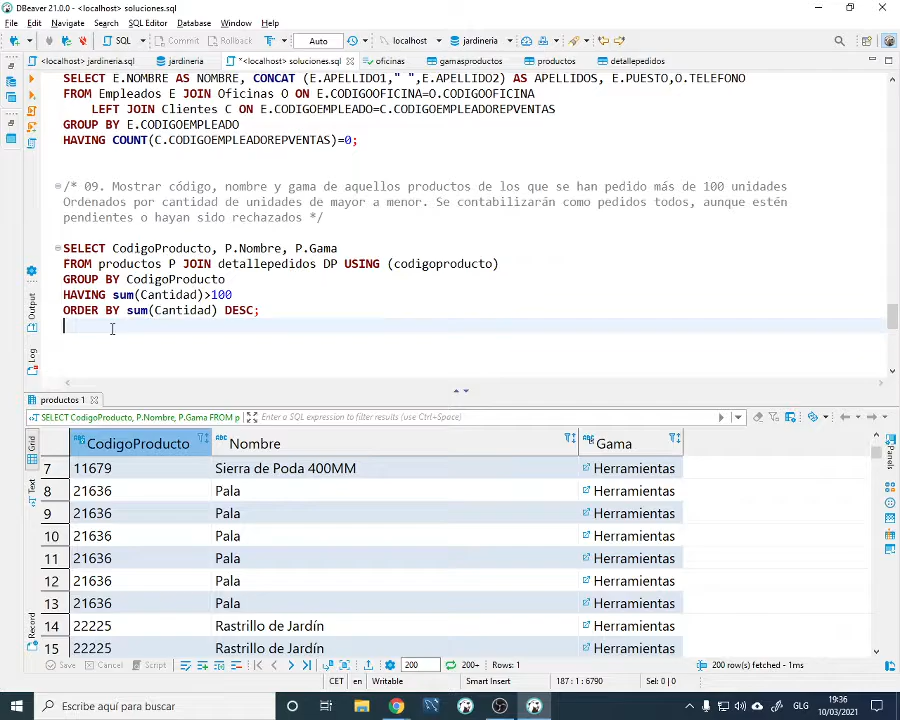 DBeaver 21.0.0 - <localhost> soluciones.sql
File Edit Navigate Search SQL Editor Database Window Help
SQL Commit Rollback Auto localhost jardineria
<localhost> jardineria.sql jardineria *<localhost> soluciones.sql oficinas gamasproductos productos detallepedidos
SELECT E.NOMBRE AS NOMBRE, CONCAT (E.APELLIDO1," ",E.APELLIDO2) AS APELLIDOS, E.PUESTO,O.TELEFONO
FROM Empleados E JOIN Oficinas O ON E.CODIGOOFICINA=O.CODIGOOFICINA
LEFT JOIN Clientes C ON E.CODIGOEMPLEADO=C.CODIGOEMPLEADOREPVENTAS
GROUP BY E.CODIGOEMPLEADO
HAVING COUNT(C.CODIGOEMPLEADOREPVENTAS)=0;
/* 09. Mostrar código, nombre y gama de aquellos productos de los que se han pedido más de 100 unidades
Ordenados por cantidad de unidades de mayor a menor. Se contabilizarán como pedidos todos, aunque estén
pendientes o hayan sido rechazados */
SELECT CodigoProducto, P.Nombre, P.Gama
FROM productos P JOIN detallepedidos DP USING (codigoproducto)
GROUP BY CodigoProducto
HAVING sum(Cantidad)>100
ORDER BY sum(Cantidad) DESC;
Output
Log
productos 1
SELECT CodigoProducto, P.Nombre, P.Gama FROM p Enter a SQL expression to filter results (use Ctrl+Space)
Grid
Text
Record
Panels
CodigoProducto Nombre Gama
7 11679 Sierra de Poda 400MM Herramientas
8 21636 Pala Herramientas
9 21636 Pala Herramientas
10 21636 Pala Herramientas
11 21636 Pala Herramientas
12 21636 Pala Herramientas
13 21636 Pala Herramientas
14 22225 Rastrillo de Jardín Herramientas
15 22225 Rastrillo de Jardín Herramientas
Save Cancel Script 200 200+ Rows: 1 200 row(s) fetched - 1ms
CET en Writable Smart Insert 187 : 1 : 6790 Sel: 0 | 0
Escribe aquí para buscar GLG 19:36
10/03/2021